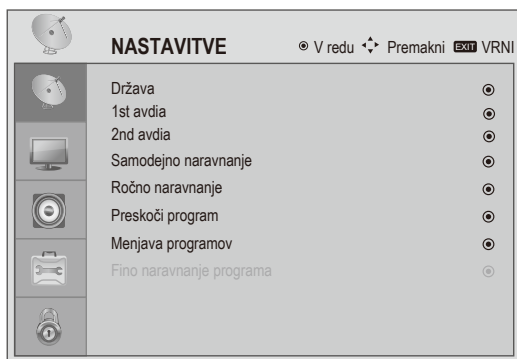 NASTAVITVE V redu Premakni EXIT VRNI
Država
1st avdia
2nd avdia
Samodejno naravnanje
Ročno naravnanje
Preskoči program
Menjava programov
Fino naravnanje programa